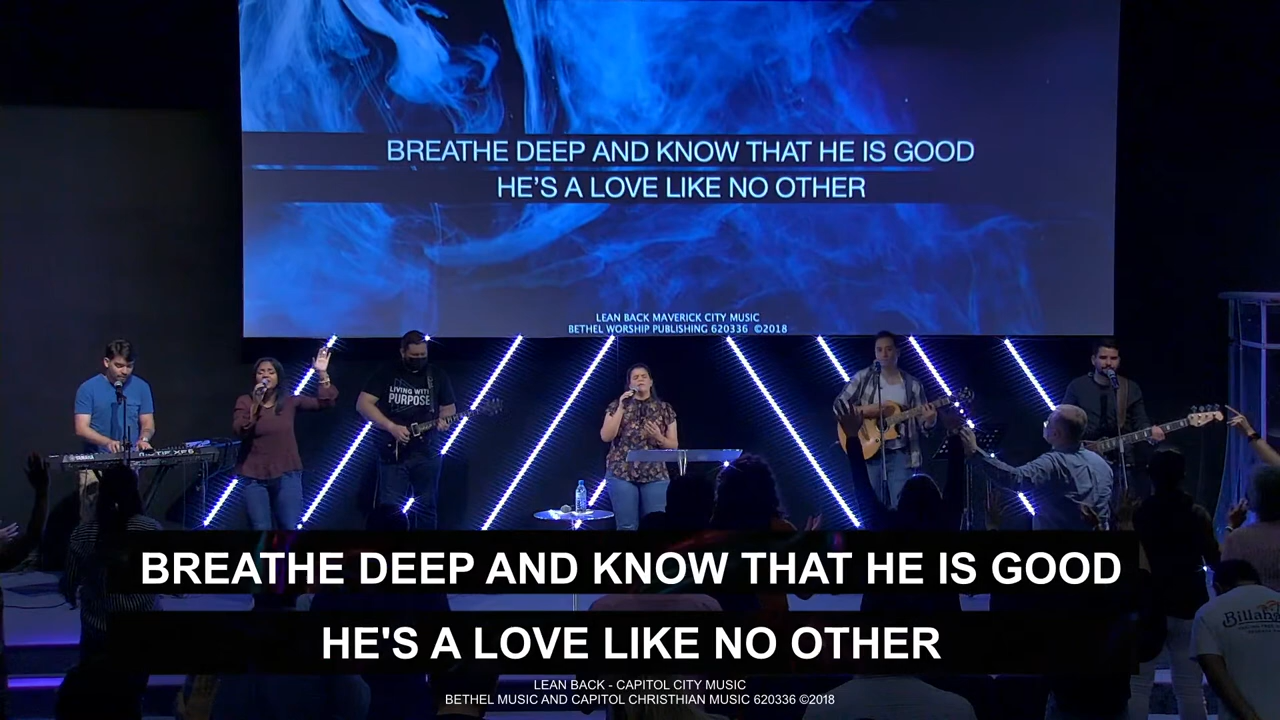 BREATHE DEEP AND KNOW THAT HE IS GOOD
HE'S A LOVE LIKE NO OTHER
LEAN BACK MAVERICK CITY MUSIC
BETHEL WORSHIP PUBLISHING 620336 ©2018
LIVING WITH
PURPOSE
YAMAHA
BREATHE DEEP AND KNOW THAT HE IS GOOD
HE'S A LOVE LIKE NO OTHER
LEAN BACK - CAPITOL CITY MUSIC
BETHEL MUSIC AND CAPITOL CHRISTHIAN MUSIC 620336 ©2018